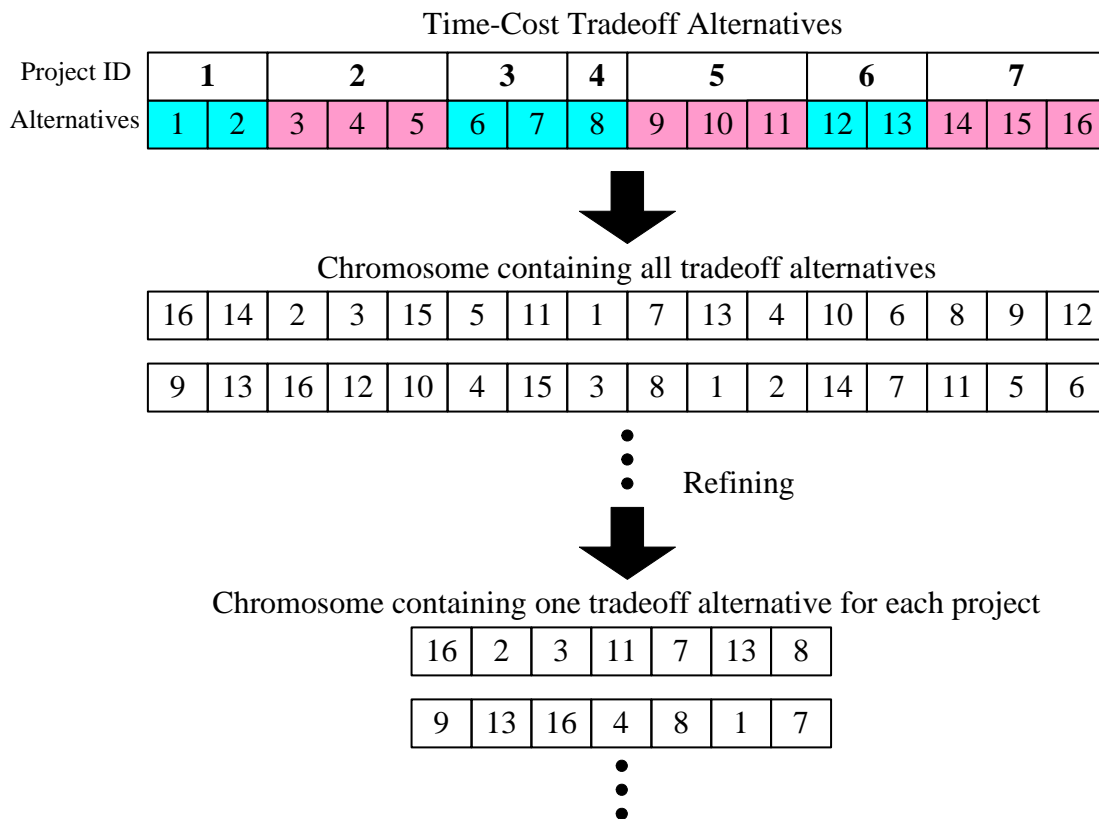 Time-Cost Tradeoff Alternatives
Project ID 1 2 3 4 5 6 7
Alternatives 1 2 3 4 5 6 7 8 9 10 11 12 13 14 15 16
Chromosome containing all tradeoff alternatives
16 14 2 3 15 5 11 1 7 13 4 10 6 8 9 12
9 13 16 12 10 4 15 3 8 1 2 14 7 11 5 6
Refining
Chromosome containing one tradeoff alternative for each project
16 2 3 11 7 13 8
9 13 16 4 8 1 7